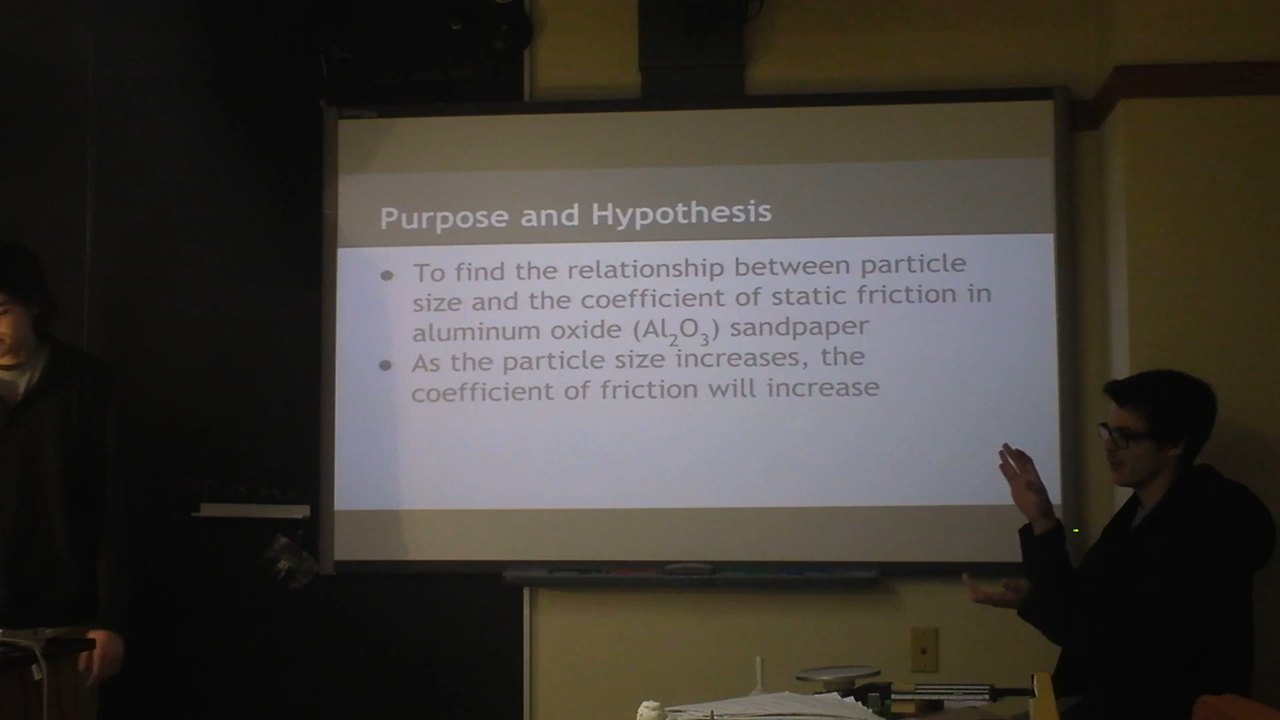 Purpose and Hypothesis
● To find the relationship between particle
size and the coefficient of static friction in
aluminum oxide (Al₂O₃) sandpaper
● As the particle size increases, the
coefficient of friction will increase